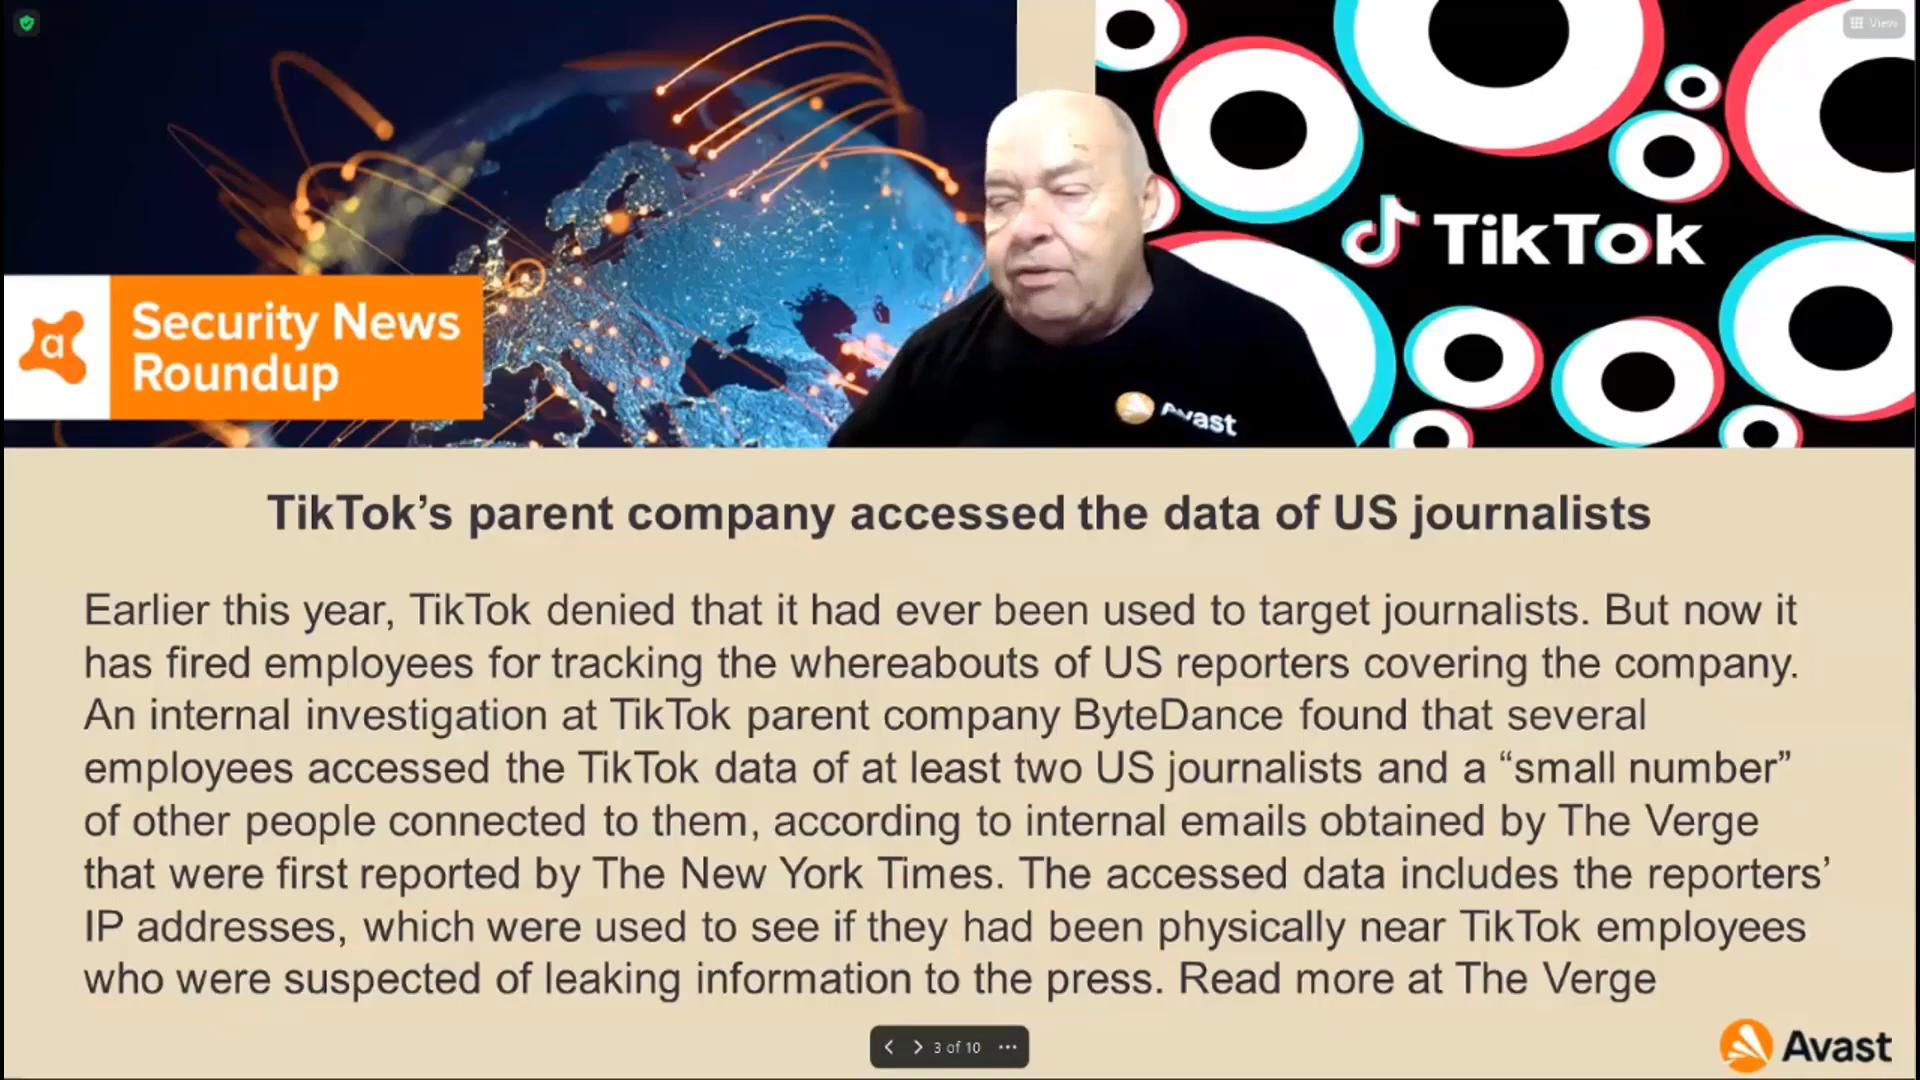 View
TikTok
a
Security News
Roundup
Avast
TikTok’s parent company accessed the data of US journalists
Earlier this year, TikTok denied that it had ever been used to target journalists. But now it
has fired employees for tracking the whereabouts of US reporters covering the company.
An internal investigation at TikTok parent company ByteDance found that several
employees accessed the TikTok data of at least two US journalists and a “small number”
of other people connected to them, according to internal emails obtained by The Verge
that were first reported by The New York Times. The accessed data includes the reporters’
IP addresses, which were used to see if they had been physically near TikTok employees
who were suspected of leaking information to the press. Read more at The Verge
3 of 10
Avast